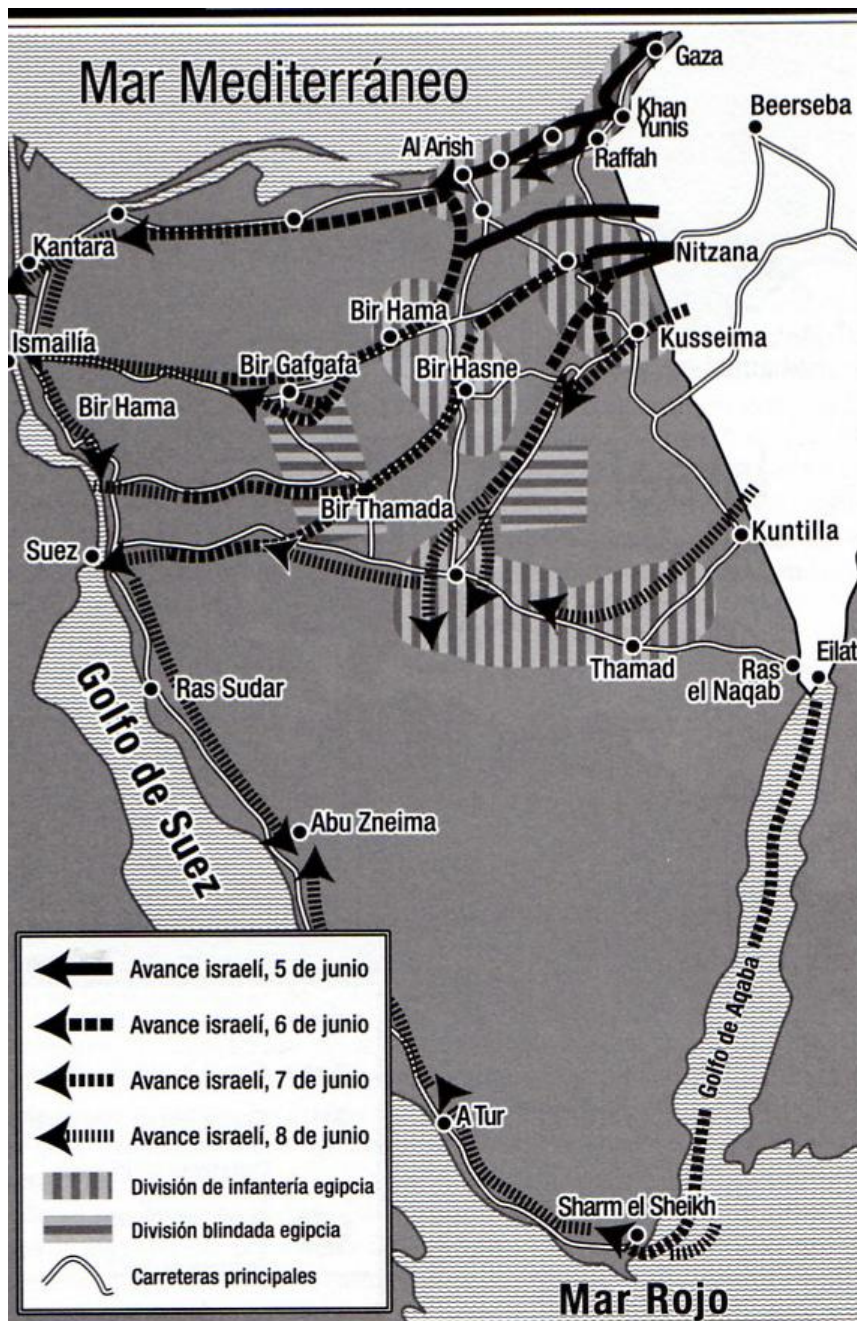 Mar Mediterráneo
Gaza
Khan
Yunis
Beerseba
Al Arish
Raffah
Kantara
Nitzana
Bir Hama
Kusseima
Ismailía
Bir Gafgafa
Bir Hasne
Bir Hama
Bir Thamada
Suez
Kuntilla
Thamad
Ras
el Naqab
Eilat
Ras Sudar
Golfo de Suez
Abu Zneima
Golfo de Aqaba
Avance israelí, 5 de junio
Avance israelí, 6 de junio
Avance israelí, 7 de junio
Avance israelí, 8 de junio
División de infantería egipcia
División blindada egipcia
Carreteras principales
A Tur
Sharm el Sheikh
Mar Rojo